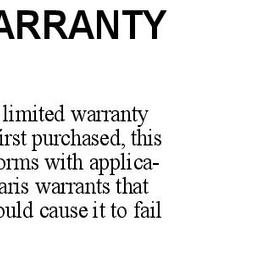 ARRANTY
limited warranty
irst purchased, this
orms with applica-
aris warrants that
ould cause it to fail